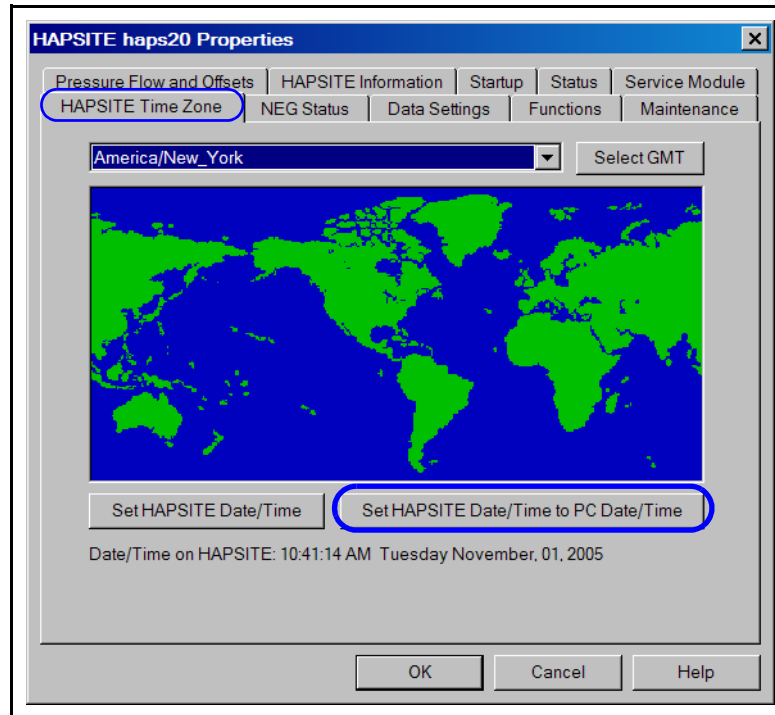 HAPSITE haps20 Properties
Pressure Flow and Offsets HAPSITE Information Startup Status Service Module
HAPSITE Time Zone NEG Status Data Settings Functions Maintenance
America/New_York Select GMT
Set HAPSITE Date/Time Set HAPSITE Date/Time to PC Date/Time
Date/Time on HAPSITE: 10:41:14 AM Tuesday November, 01, 2005
OK Cancel Help